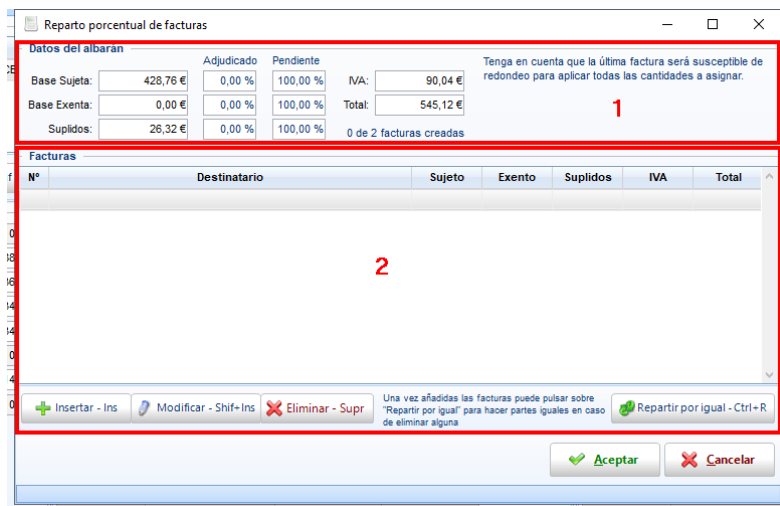 Reparto porcentual de facturas
Datos del albarán
Adjudicado Pendiente
Base Sujeta: 428,76 € 0,00 % 100,00 % IVA: 90,04 €
Base Exenta: 0,00 € 0,00 % 100,00 % Total: 545,12 €
Suplidos: 26,32 € 0,00 % 100,00 % 0 de 2 facturas creadas
Tenga en cuenta que la última factura será susceptible de
redondeo para aplicar todas las cantidades a asignar.
1
Facturas
Nº Destinatario Sujeto Exento Suplidos IVA Total
2
Insertar - Ins Modificar - Shif+Ins Eliminar - Supr
Una vez añadidas las facturas puede pulsar sobre
"Repartir por igual" para hacer partes iguales en caso
de eliminar alguna
Repartir por igual - Ctrl+R
Aceptar Cancelar